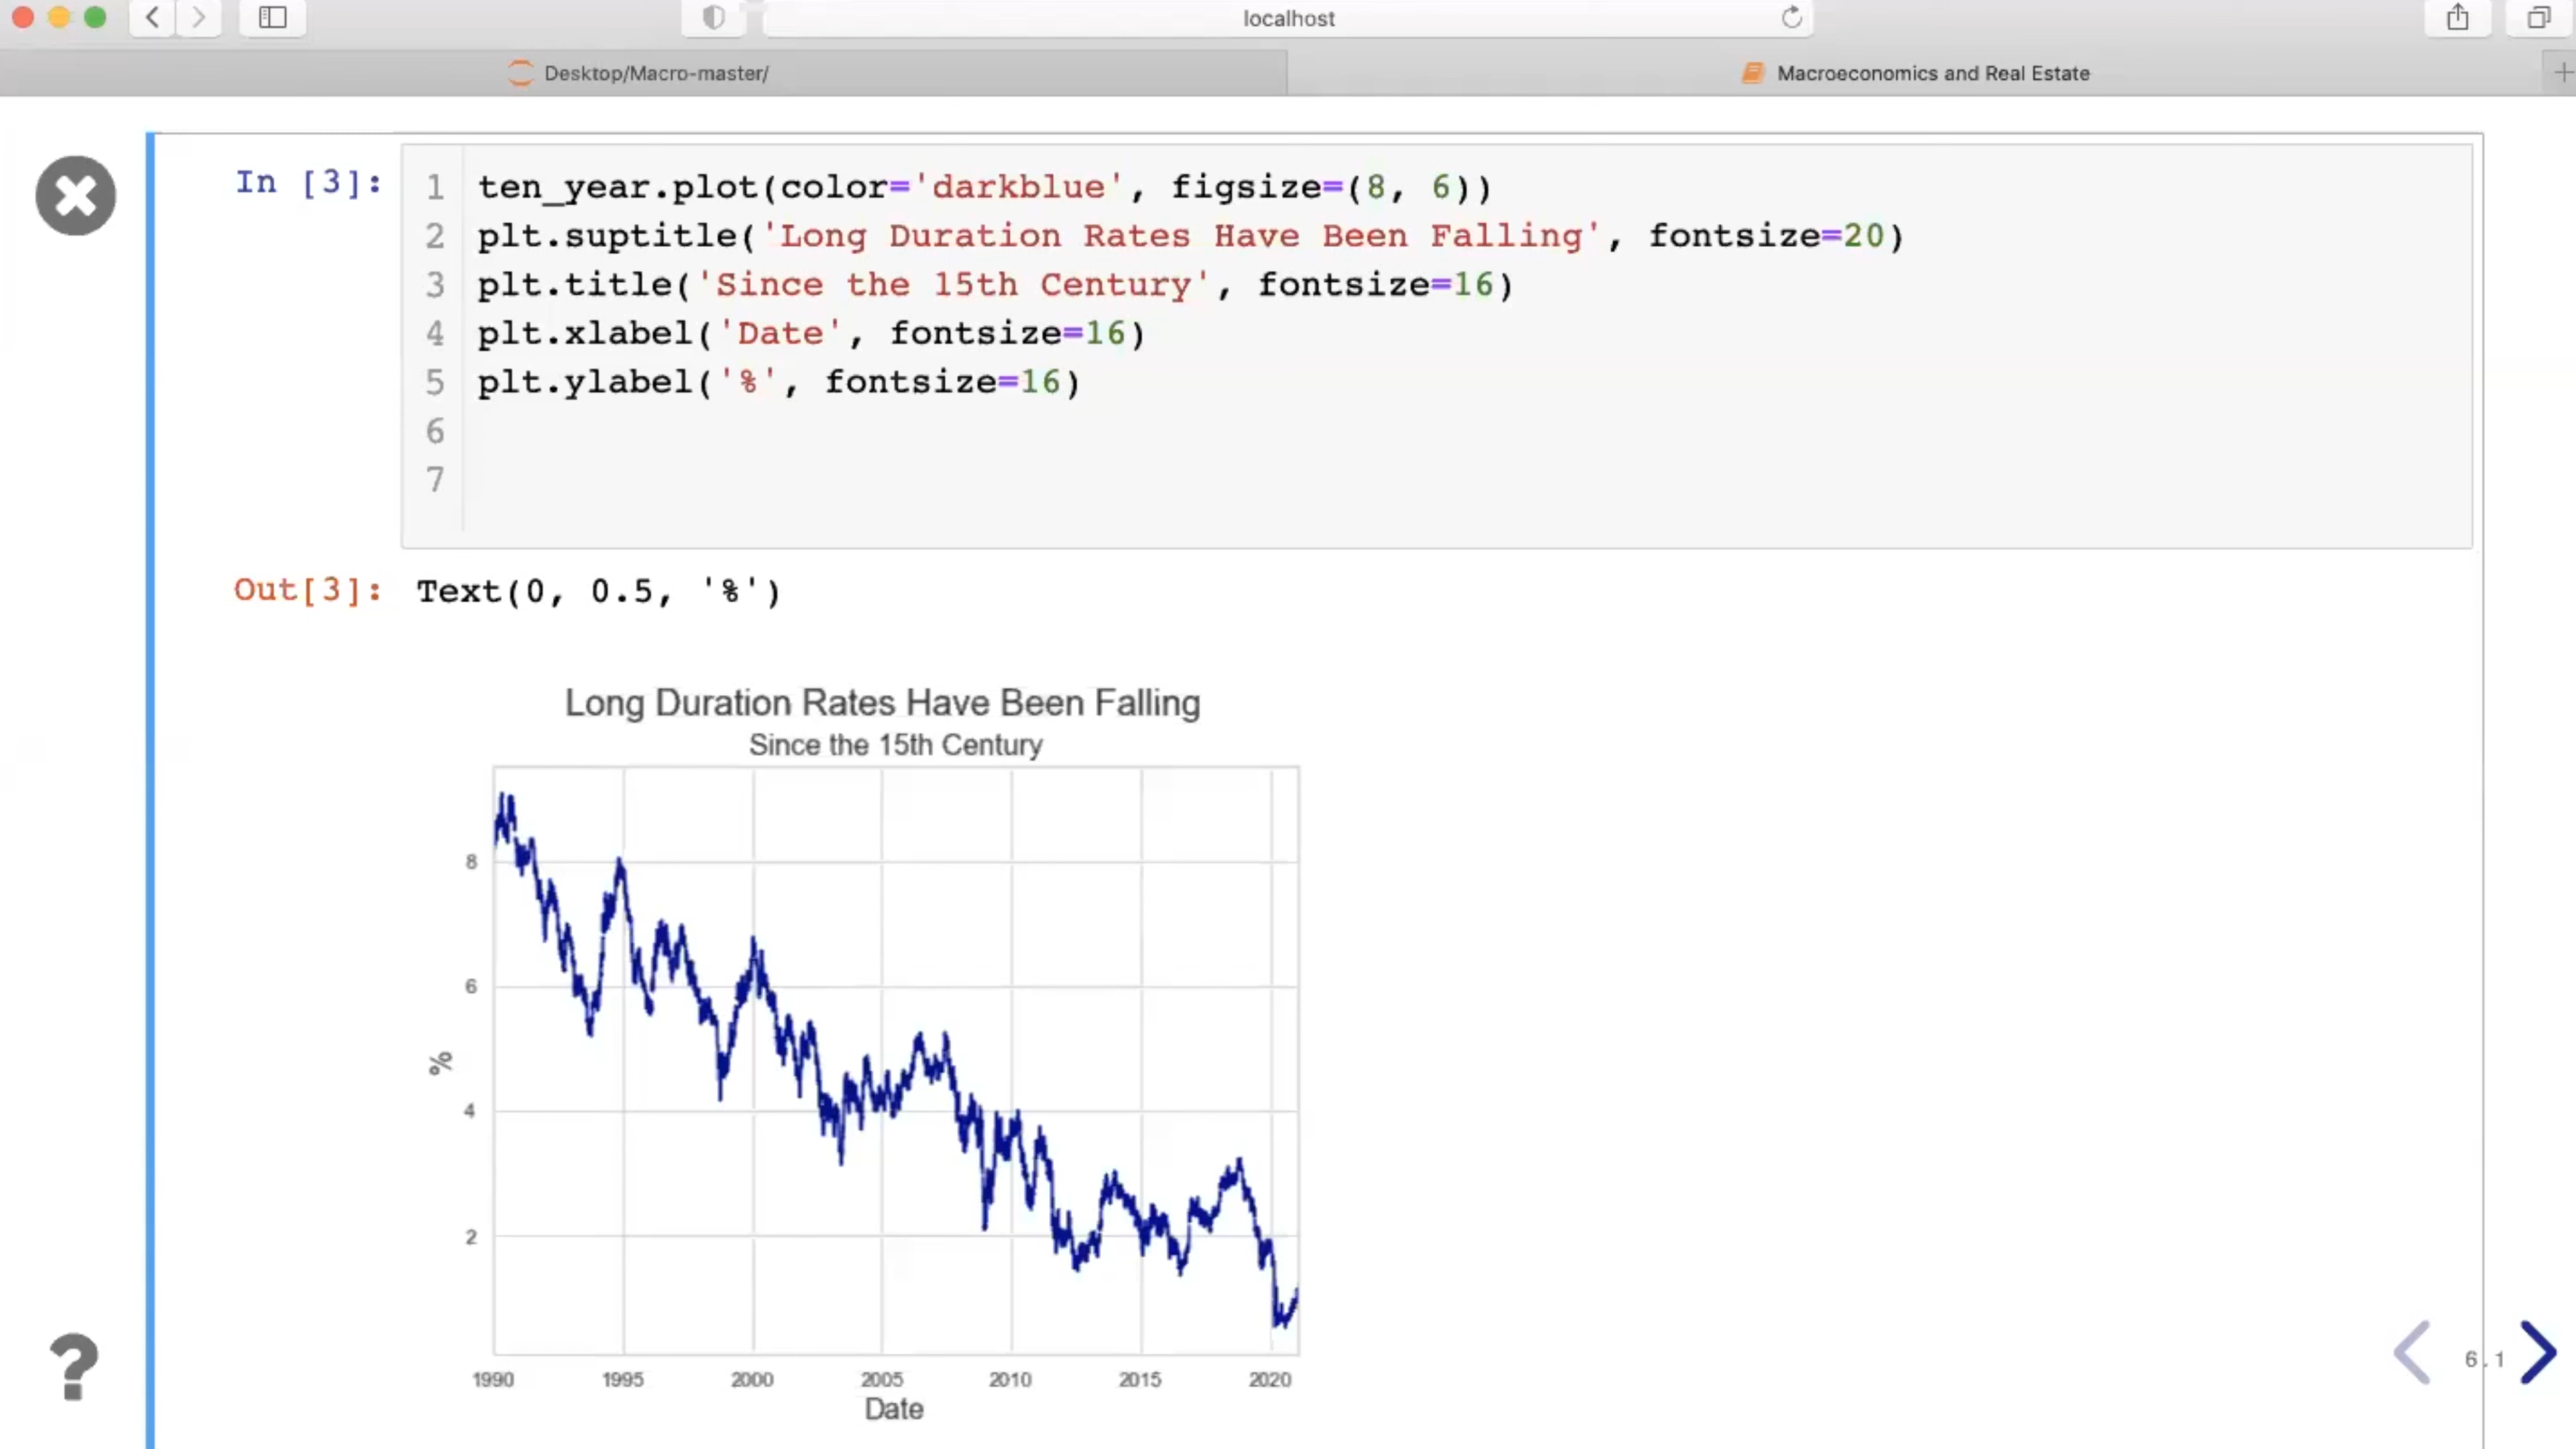 localhost
Desktop/Macro-master/
Macroeconomics and Real Estate
In [3]:
1 ten_year.plot(color='darkblue', figsize=(8, 6))
2 plt.suptitle('Long Duration Rates Have Been Falling', fontsize=20)
3 plt.title('Since the 15th Century', fontsize=16)
4 plt.xlabel('Date', fontsize=16)
5 plt.ylabel('%', fontsize=16)
6
7
Out[3]: Text(0, 0.5, '%')
Long Duration Rates Have Been Falling
Since the 15th Century
8
6
%
4
2
1990 1995 2000 2005 2010 2015 2020
Date
?
6.1